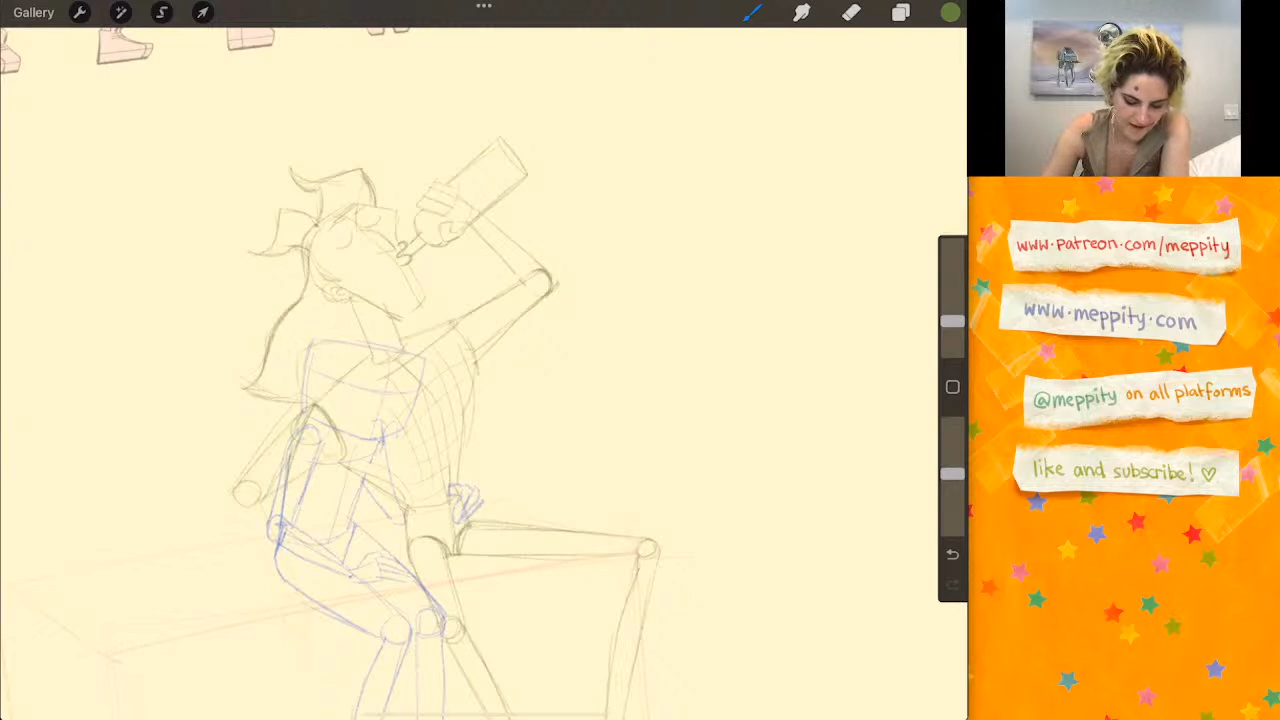 Gallery
www.patreon.com/meppity
www.meppity.com
@meppity on all platforms
like and subscribe! ♡